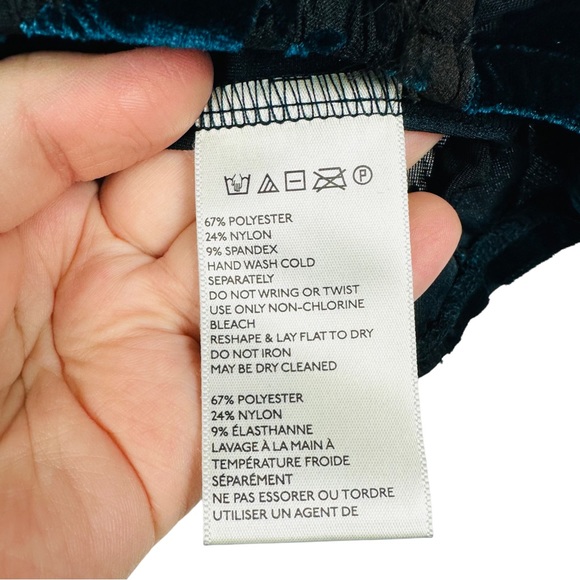 P
67% POLYESTER
24% NYLON
9% SPANDEX
HAND WASH COLD
SEPARATELY
DO NOT WRING OR TWIST
USE ONLY NON-CHLORINE
BLEACH
RESHAPE & LAY FLAT TO DRY
DO NOT IRON
MAY BE DRY CLEANED
67% POLYESTER
24% NYLON
9% ÉLASTHANNE
LAVAGE À LA MAIN À
TEMPÉRATURE FROIDE
SÉPARÉMENT
NE PAS ESSORER OU TORDRE
UTILISER UN AGENT DE